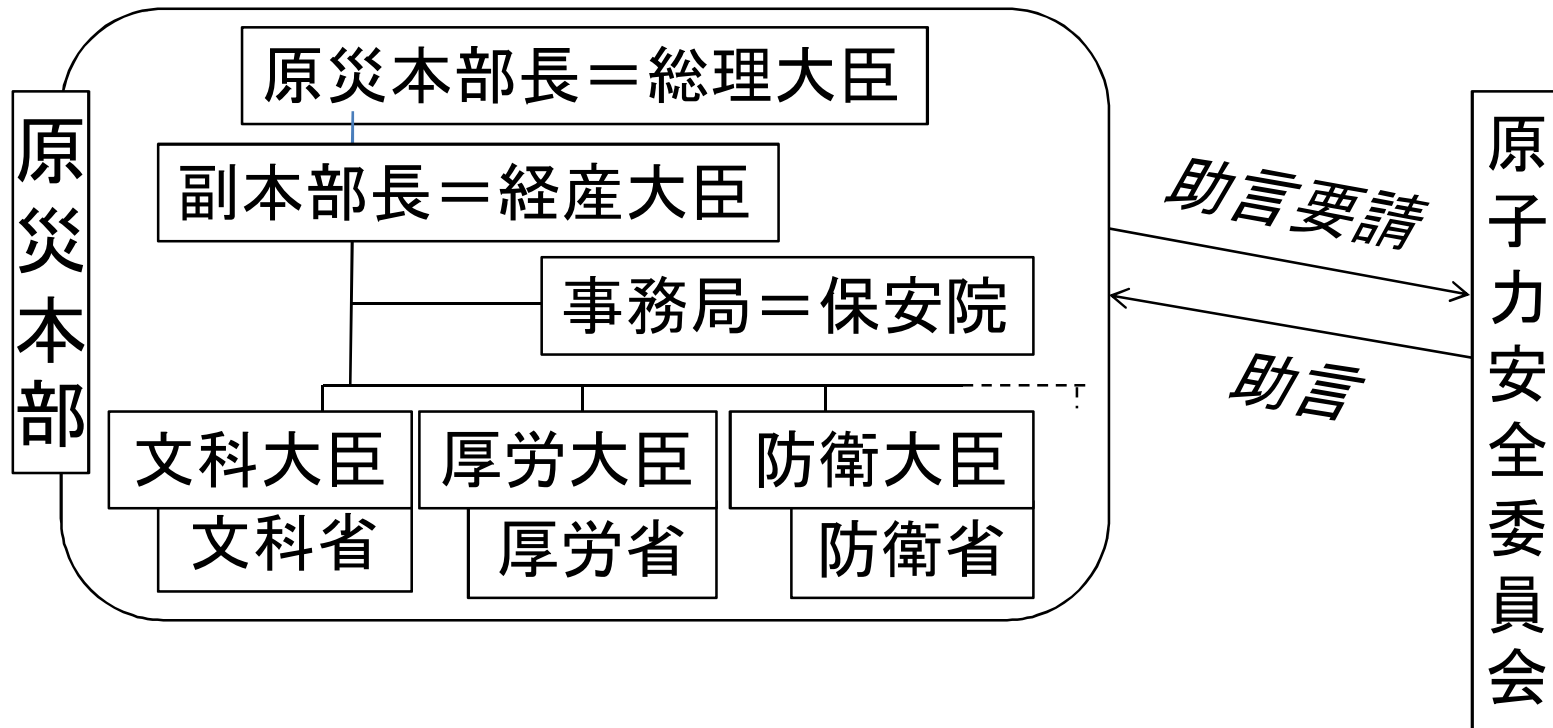 原災本部
原災本部長＝総理大臣
副本部長＝経産大臣
事務局＝保安院
文科大臣
厚労大臣
防衛大臣
文科省
厚労省
防衛省
助言要請
助言
原子力安全委員会